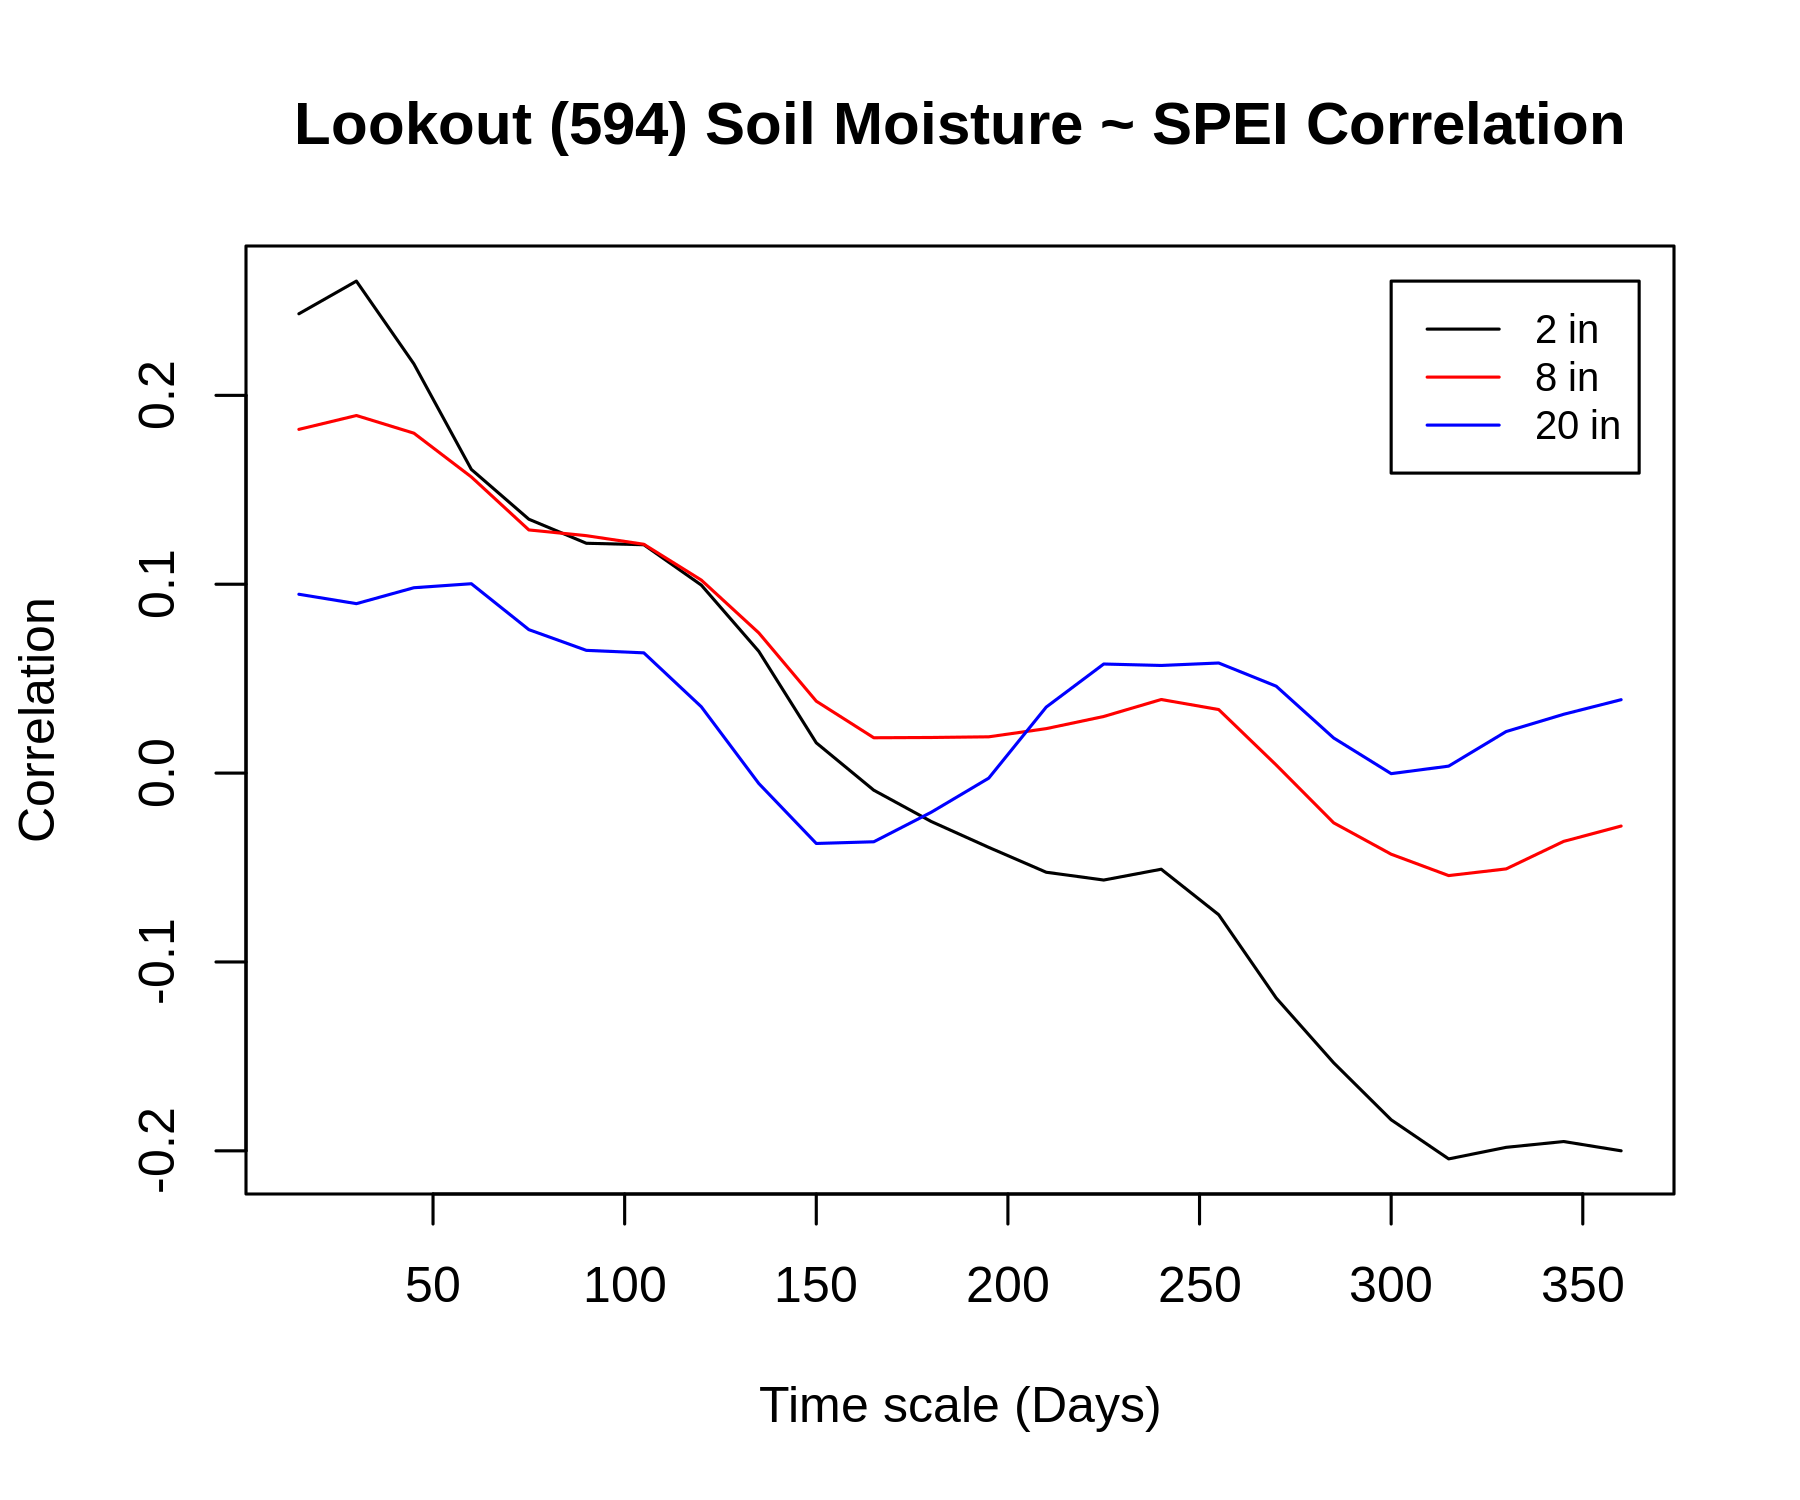 Lookout (594) Soil Moisture ~ SPEI Correlation
2 in
8 in
20 in
Correlation
0.2
0.1
0.0
-0.1
-0.2
50 100 150 200 250 300 350
Time scale (Days)